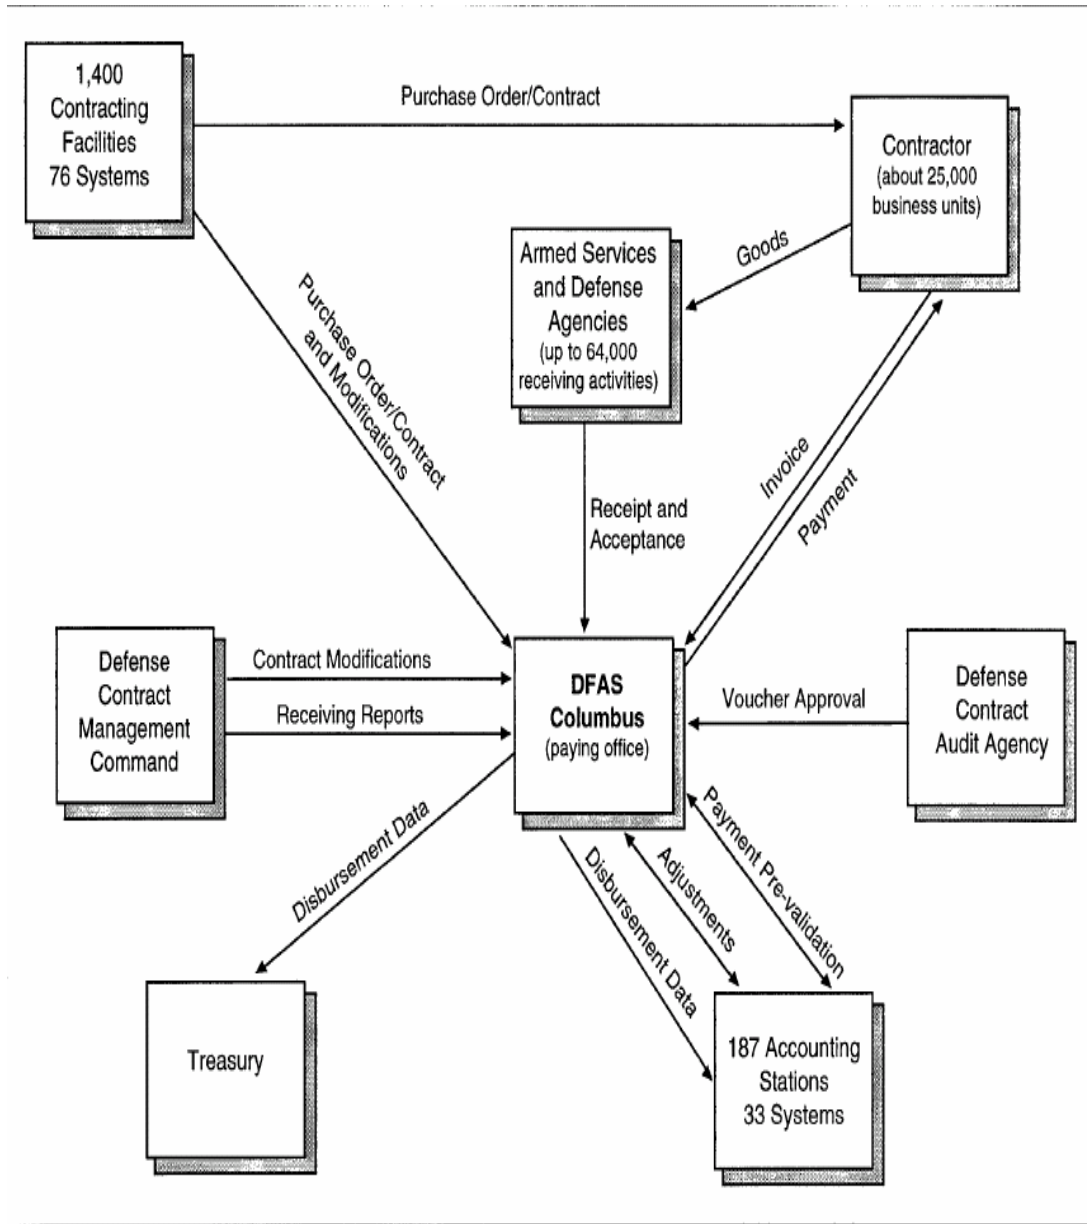 1,400
Contracting
Facilities
76 Systems
Purchase Order/Contract
Contractor
(about 25,000
business units)
Armed Services
and Defense
Agencies
(up to 64,000
receiving activities)
Goods
Purchase Order/Contract
and Modifications
Receipt and
Acceptance
Invoice
Payment
Defense
Contract
Management
Command
Contract Modifications
Receiving Reports
DFAS
Columbus
(paying office)
Voucher Approval
Defense
Contract
Audit Agency
Disbursement Data
Disbursement Data
Adjustments
Payment Pre-validation
Treasury
187 Accounting
Stations
33 Systems